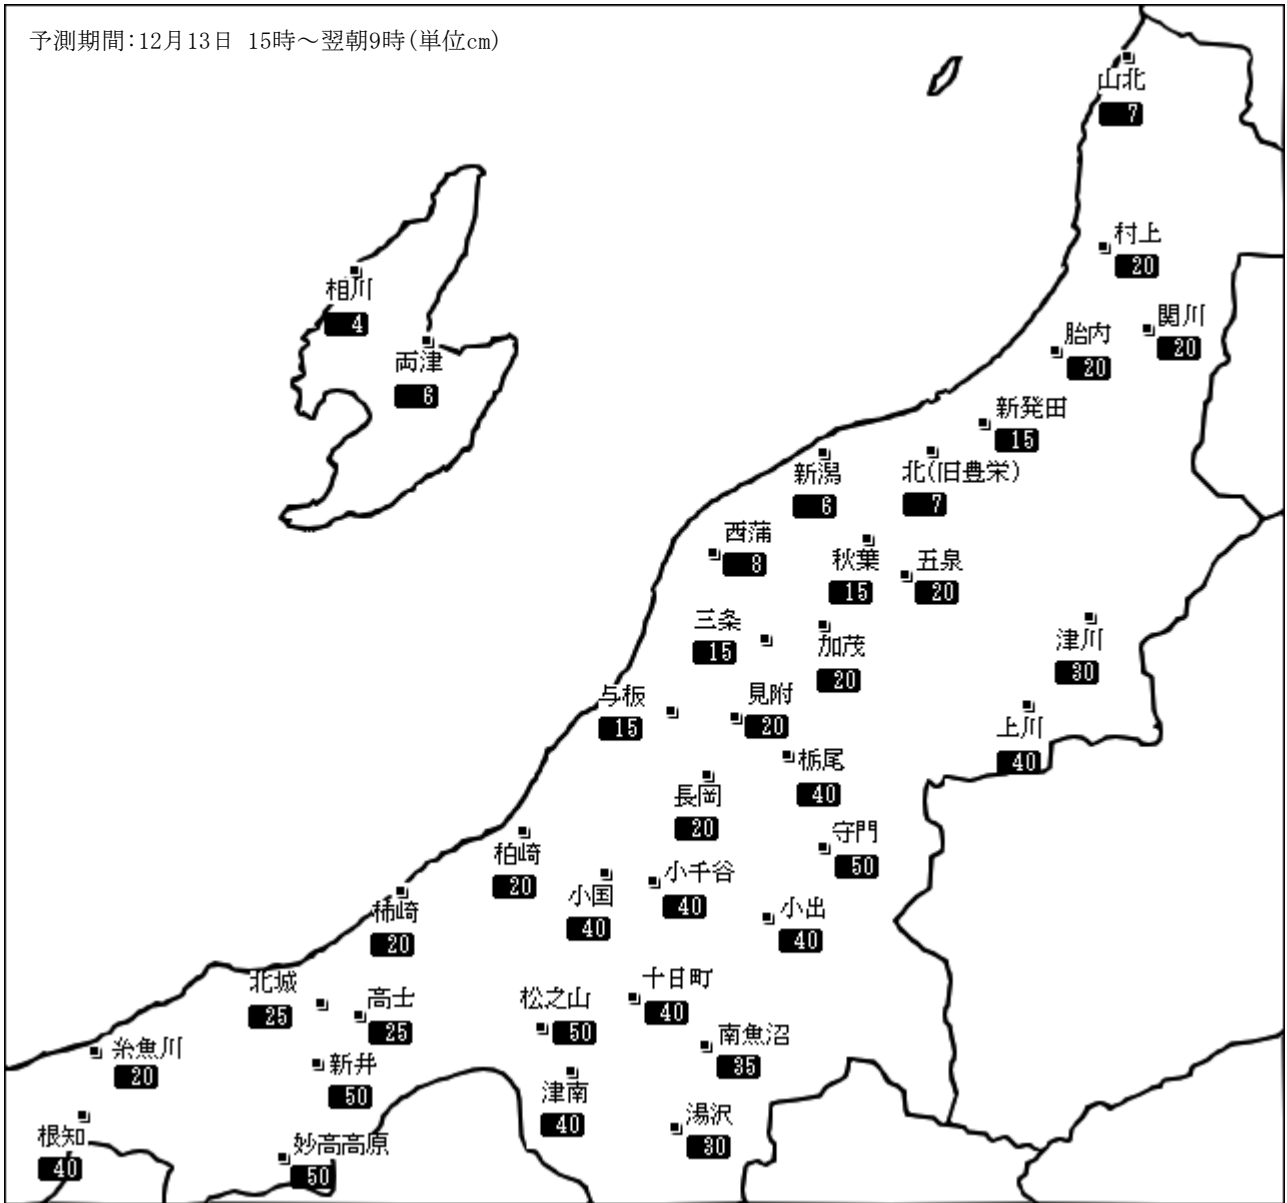 予測期間:12月13日 15時～翌朝9時(単位cm)
山北
7
村上
20
相川
4
関川
20
胎内
20
両津
6
新発田
15
新潟
6
北(旧豊栄)
7
西蒲
8
秋葉
15
五泉
20
三条
15
加茂
20
津川
30
与板
15
見附
20
上川
40
栃尾
40
長岡
20
守門
50
柏崎
20
小国
40
小千谷
40
柿崎
20
小出
40
北城
25
高士
25
松之山
50
十日町
40
南魚沼
35
糸魚川
20
新井
50
津南
40
湯沢
30
根知
40
妙高高原
50